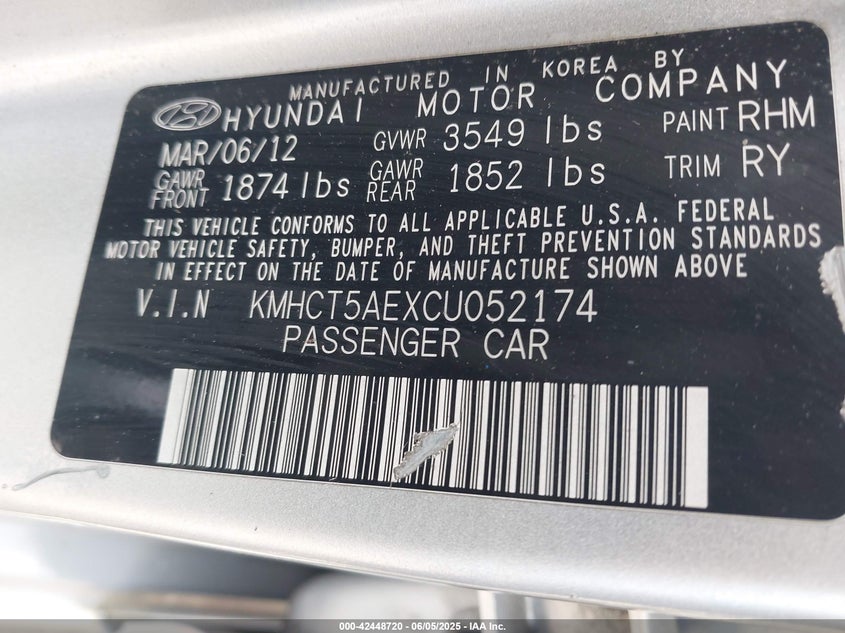 MANUFACTURED IN KOREA BY
HYUNDAI MOTOR COMPANY
MAR/06/12 GVWR 3549 lbs PAINT RHM
GAWR FRONT 1874 lbs GAWR REAR 1852 lbs TRIM RY
THIS VEHICLE CONFORMS TO ALL APPLICABLE U.S.A. FEDERAL
MOTOR VEHICLE SAFETY, BUMPER, AND THEFT PREVENTION STANDARDS
IN EFFECT ON THE DATE OF MANUFACTURE SHOWN ABOVE
V.I.N KMHCT5AEXCU052174
PASSENGER CAR
000-42448720 - 06/05/2025 - IAA Inc.